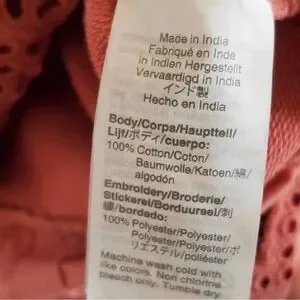 Made in India
Fabriqué en Inde
in Indien Hergestellt
Vervaardigd in India
インド製
Hecho en India
Body/Corps/Hauptteil/
Lijf/ボディ/cuerpo:
100% Cotton/Coton/
Baumwolle/Katoen/綿/
algodón
Embroidery/Broderie/
Stickerei/Borduursel/刺
繍/bordado:
100% Polyester/Polyester/
Polyester/Polyester/ポ
リエステル/poliéster
Machine wash cold with
like colors. Non chlorine
bleach only. Tumble dry